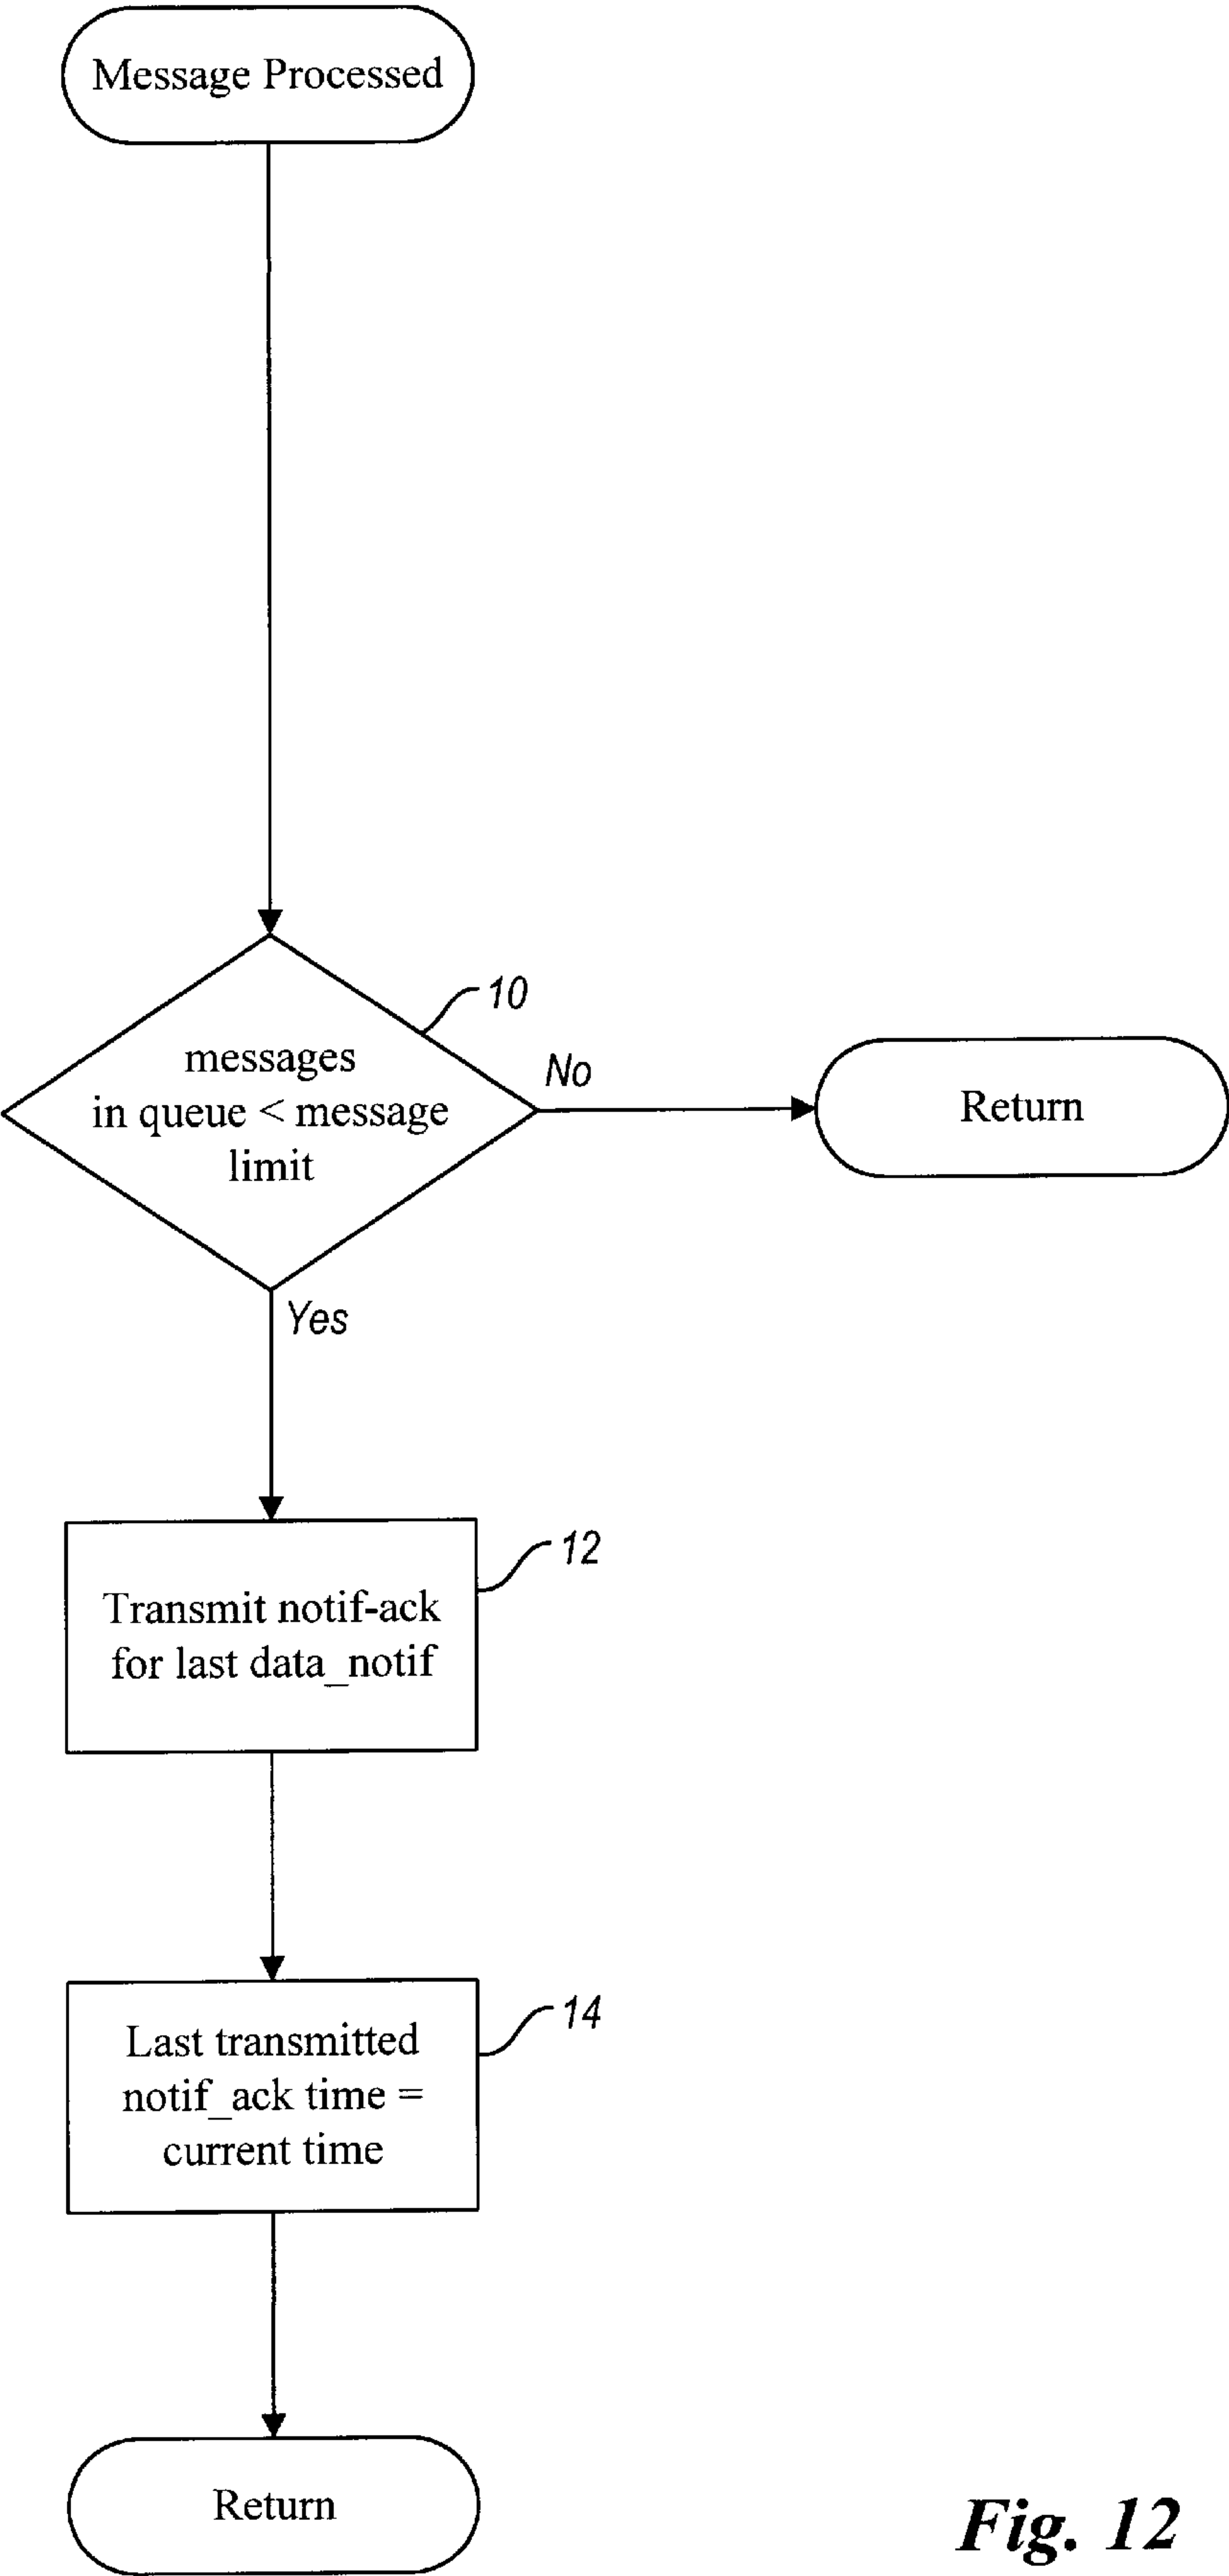 Message Processed
10
messages
in queue < message
limit
No
Return
Yes
12
Transmit notif-ack
for last data_notif
14
Last transmitted
notif_ack time =
current time
Return
Fig. 12